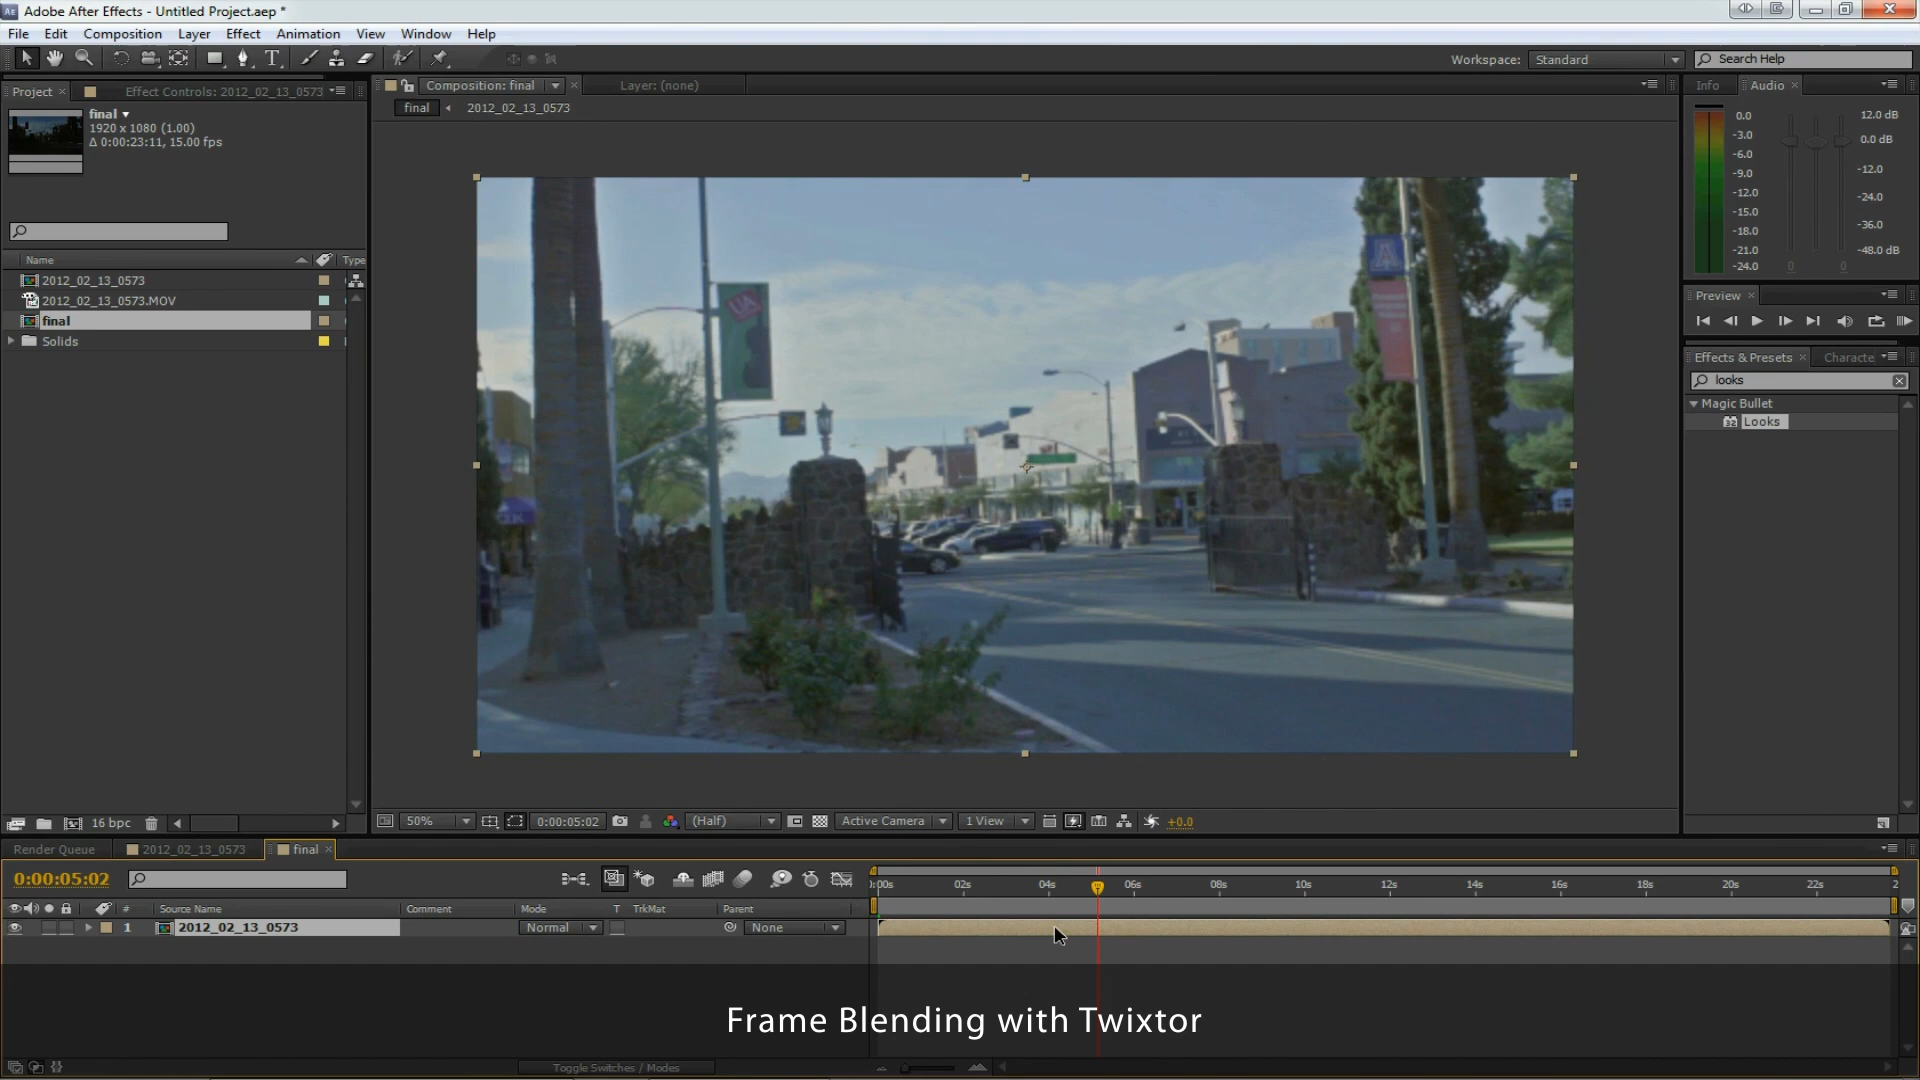 Adobe After Effects - Untitled Project.aep *
File Edit Composition Layer Effect Animation View Window Help
Workspace: Standard Search Help
Project Effect Controls: 2012_02_13_0573
final
1920 x 1080 (1.00)
Δ 0:00:23:11, 15.00 fps
Name Type
2012_02_13_0573
2012_02_13_0573.MOV
final
Solids
16 bpc
Composition: final Layer: (none)
final 2012_02_13_0573
UA
A
50% 0:00:05:02 (Half) Active Camera 1 View +0.0
Info Audio
0.0 12.0 dB
-3.0 0.0 dB
-6.0
-9.0 -12.0
-12.0
-15.0 -24.0
-18.0 -36.0
-21.0 -48.0 dB
-24.0 0 0
Preview
Effects & Presets Characte
looks
Magic Bullet
32 Looks
Render Queue 2012_02_13_0573 final
0:00:05:02
:00s 02s 04s 06s 08s 10s 12s 14s 16s 18s 20s 22s 2
# Source Name Comment Mode T TrkMat Parent
1 2012_02_13_0573 Normal None
Frame Blending with Twixtor
Toggle Switches / Modes